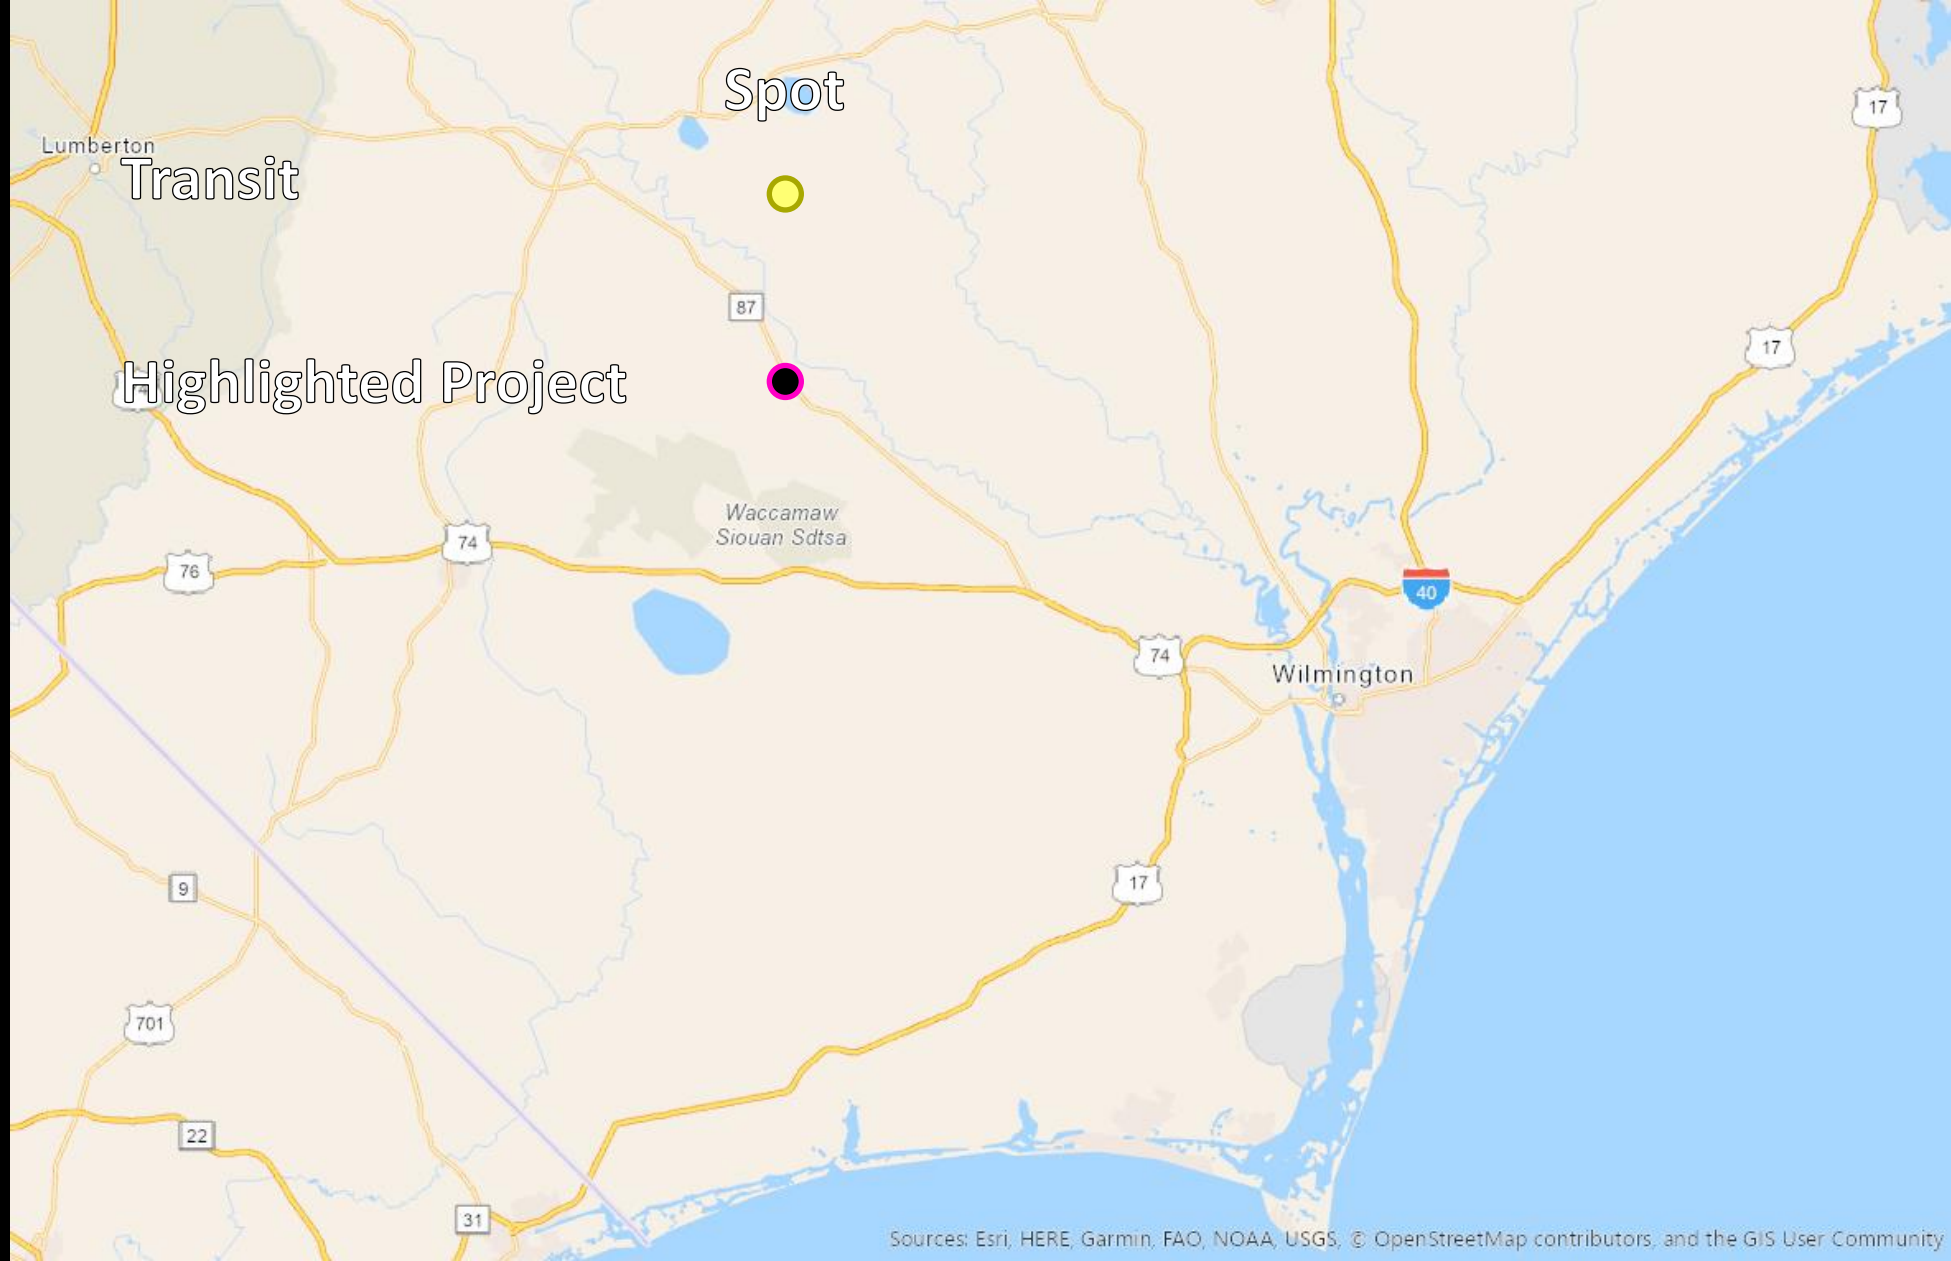 Spot
17
Lumberton
Transit
87
17
Highlighted Project
Waccamaw
Siouan Sdtsa
74
76
40
74
Wilmington
17
9
701
22
31
Sources: Esri, HERE, Garmin, FAO, NOAA, USGS, © OpenStreetMap contributors, and the GIS User Community